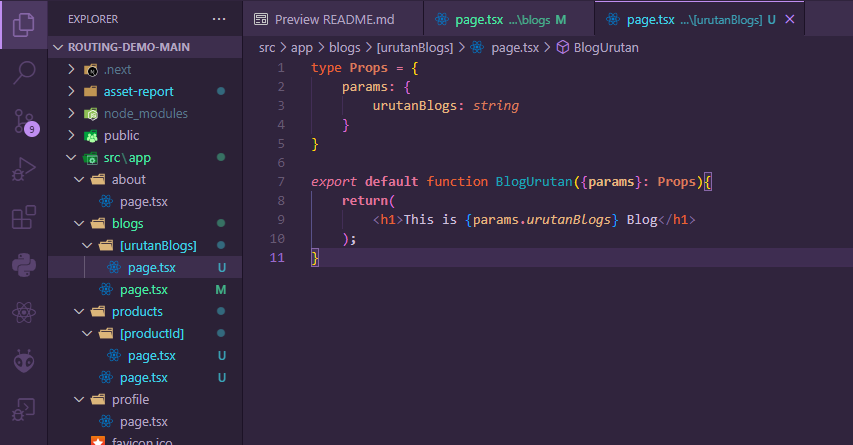 EXPLORER
ROUTING-DEMO-MAIN
.next
asset-report
node_modules
public
src\app
about
page.tsx
blogs
[urutanBlogs]
page.tsx U
page.tsx M
products
[productId]
page.tsx U
page.tsx U
profile
page.tsx
favicon.ico
9
Preview README.md
page.tsx ...\blogs M
page.tsx ...\[urutanBlogs] U
src > app > blogs > [urutanBlogs] > page.tsx > BlogUrutan
1 type Props = {
2 params: {
3 urutanBlogs: string
4 }
5 }
6
7 export default function BlogUrutan({params}: Props){
8 return(
9 <h1>This is {params.urutanBlogs} Blog</h1>
10 );
11 }